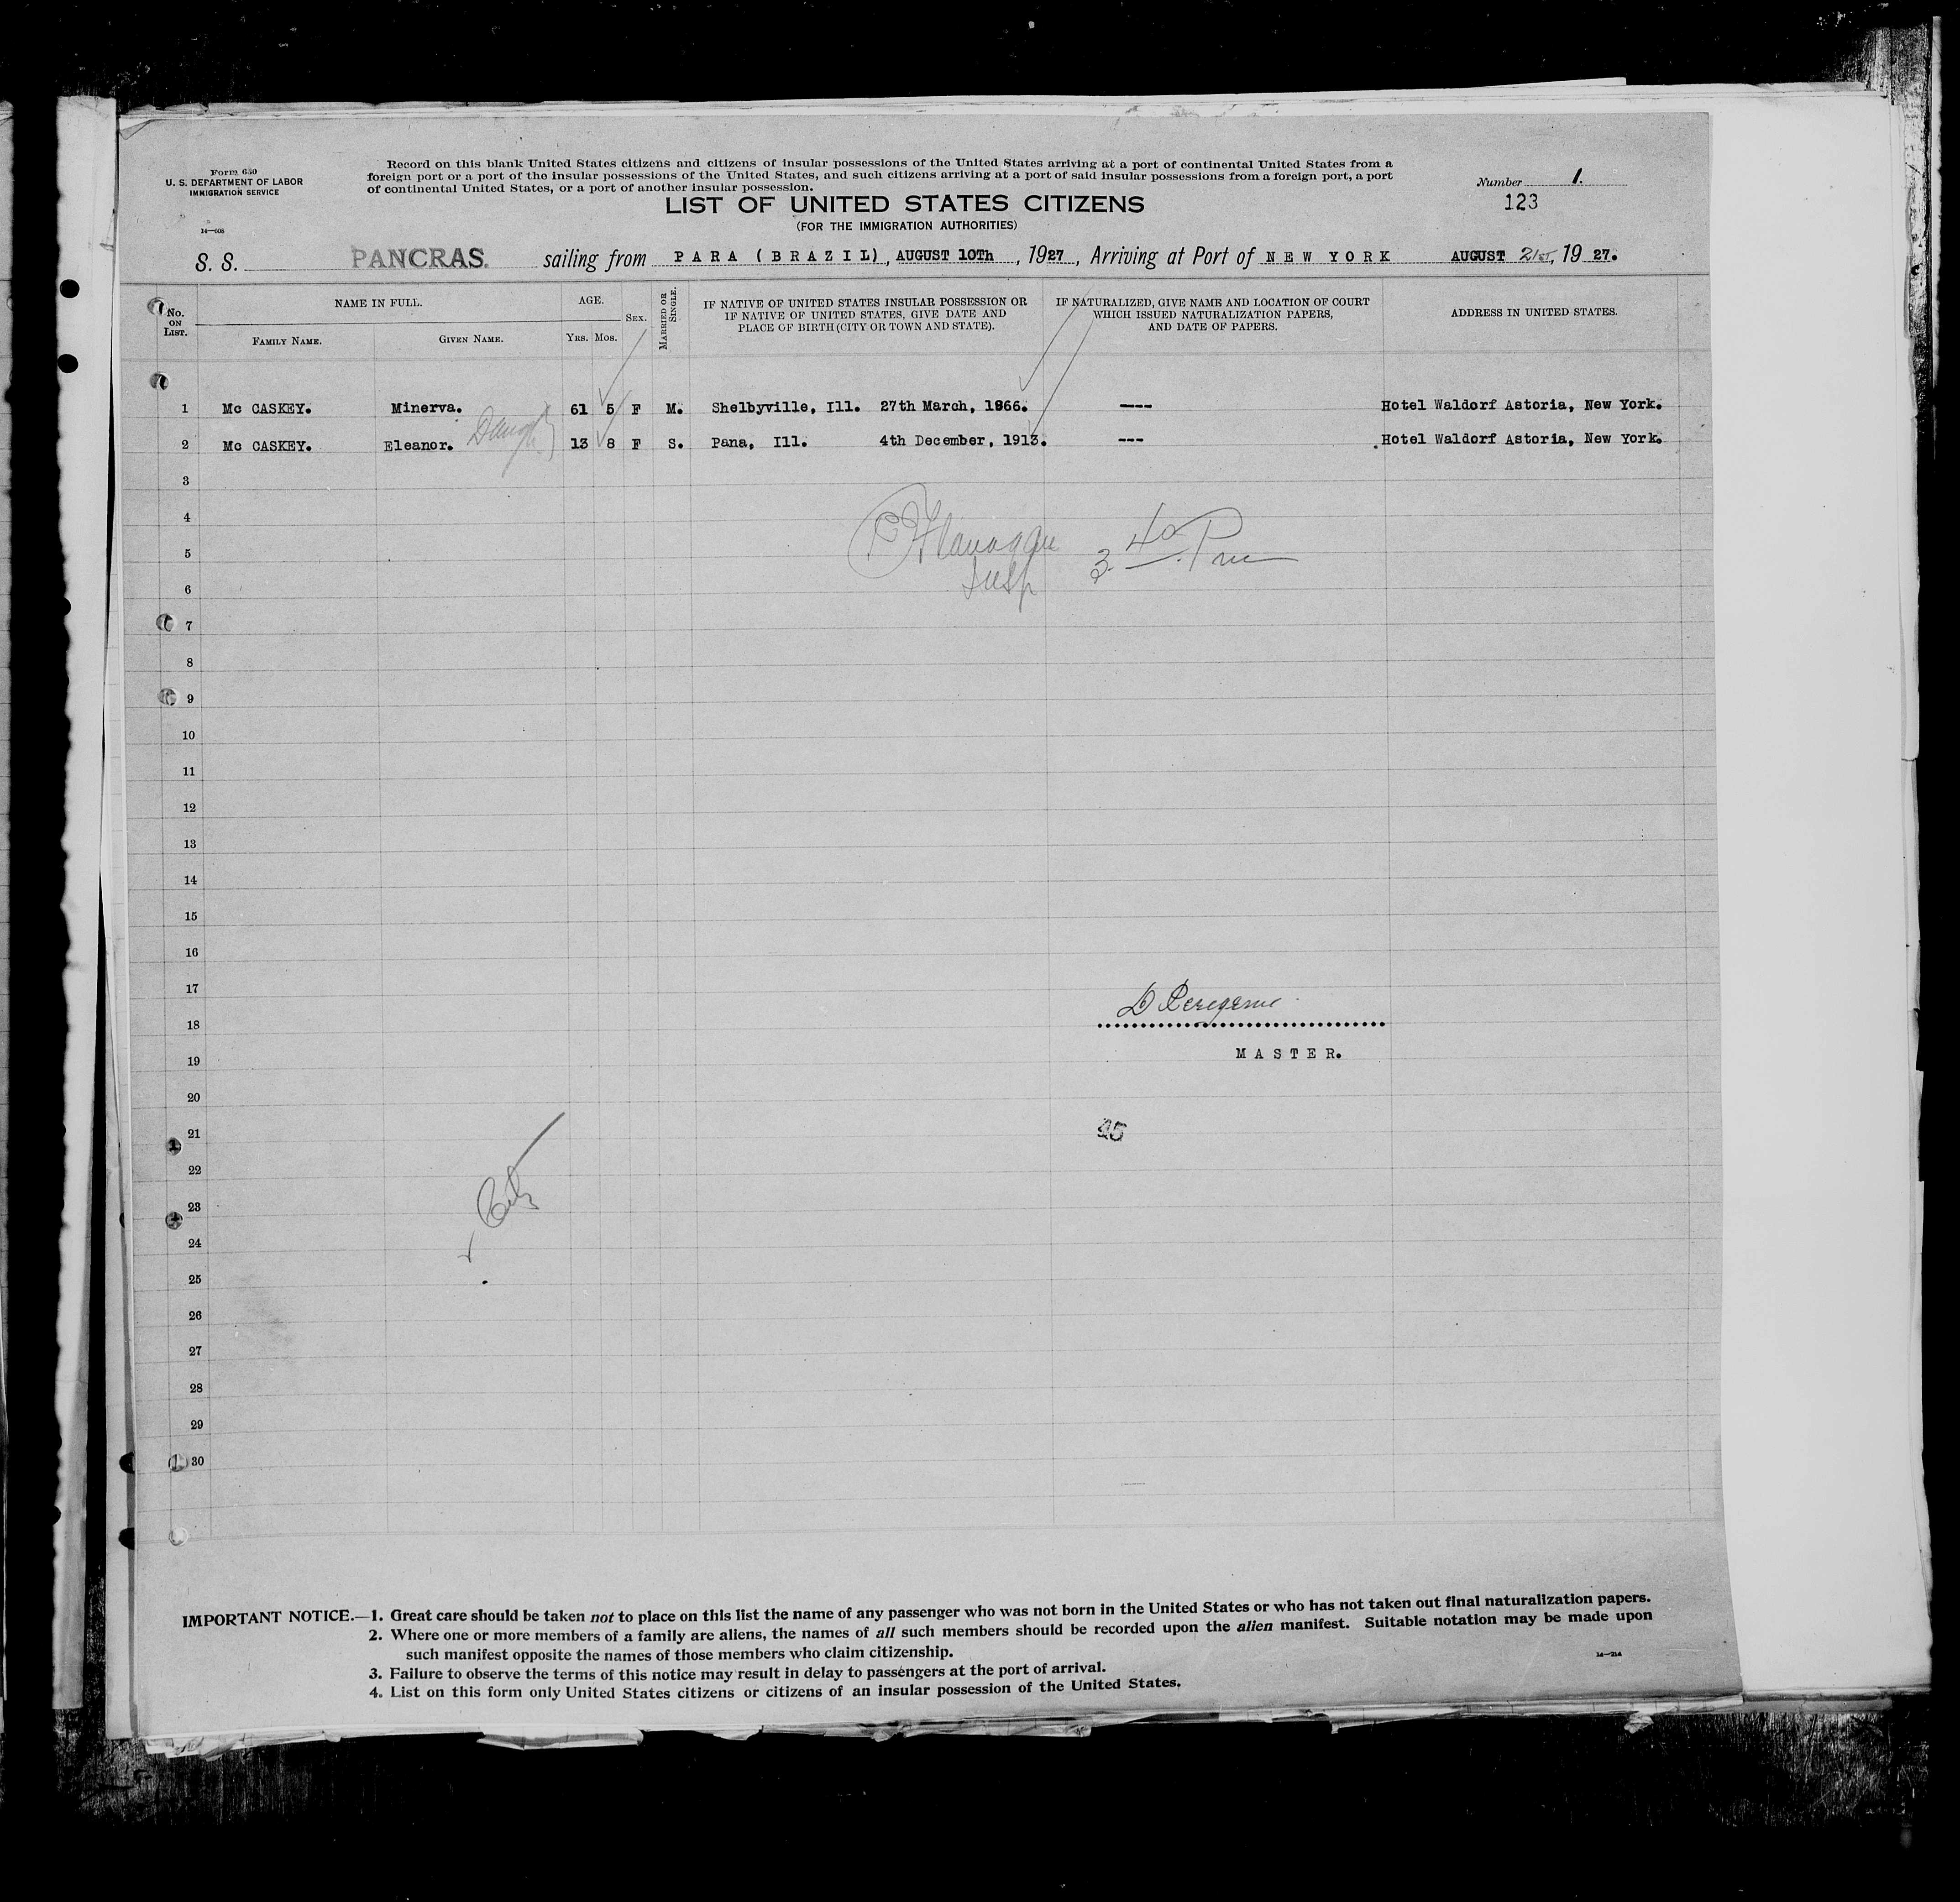 Form 630
U. S. DEPARTMENT OF LABOR
IMMIGRATION SERVICE
14—608
Record on this blank United States citizens and citizens of insular possessions of the United States arriving at a port of continental United States from a
foreign port or a port of the insular possessions of the United States, and such citizens arriving at a port of said insular possessions from a foreign port, a port
of continental United States, or a port of another insular possession.
Number 1.
123
LIST OF UNITED STATES CITIZENS
(FOR THE IMMIGRATION AUTHORITIES)
S. S. PANCRAS. sailing from PARA (BRAZIL), AUGUST 10Th, 1927, Arriving at Port of NEW YORK AUGUST 21st, 19 27.
No. ON LIST.
NAME IN FULL.
FAMILY NAME.
GIVEN NAME.
AGE.
YRS. MOS.
SEX.
MARRIED OR SINGLE.
IF NATIVE OF UNITED STATES INSULAR POSSESSION OR
IF NATIVE OF UNITED STATES, GIVE DATE AND
PLACE OF BIRTH (CITY OR TOWN AND STATE).
IF NATURALIZED, GIVE NAME AND LOCATION OF COURT
WHICH ISSUED NATURALIZATION PAPERS,
AND DATE OF PAPERS.
ADDRESS IN UNITED STATES.
1 Mc CASKEY. Minerva. 61 5 F M. Shelbyville, Ill. 27th March, 1866. ---- Hotel Waldorf Astoria, New York.
2 Mc CASKEY. Eleanor. 13 8 F S. Pana, Ill. 4th December, 1913. --- Hotel Waldorf Astoria, New York.
3
4
P Flanagan 3 40 Pm
5
Insp
6
7
8
9
10
11
12
13
14
15
16
17
18
MASTER.
19
20
21
45
22
23
24
25
26
27
28
29
30
IMPORTANT NOTICE.—1. Great care should be taken not to place on this list the name of any passenger who was not born in the United States or who has not taken out final naturalization papers.
2. Where one or more members of a family are aliens, the names of all such members should be recorded upon the alien manifest. Suitable notation may be made upon
such manifest opposite the names of those members who claim citizenship.
14—214
3. Failure to observe the terms of this notice may result in delay to passengers at the port of arrival.
4. List on this form only United States citizens or citizens of an insular possession of the United States.